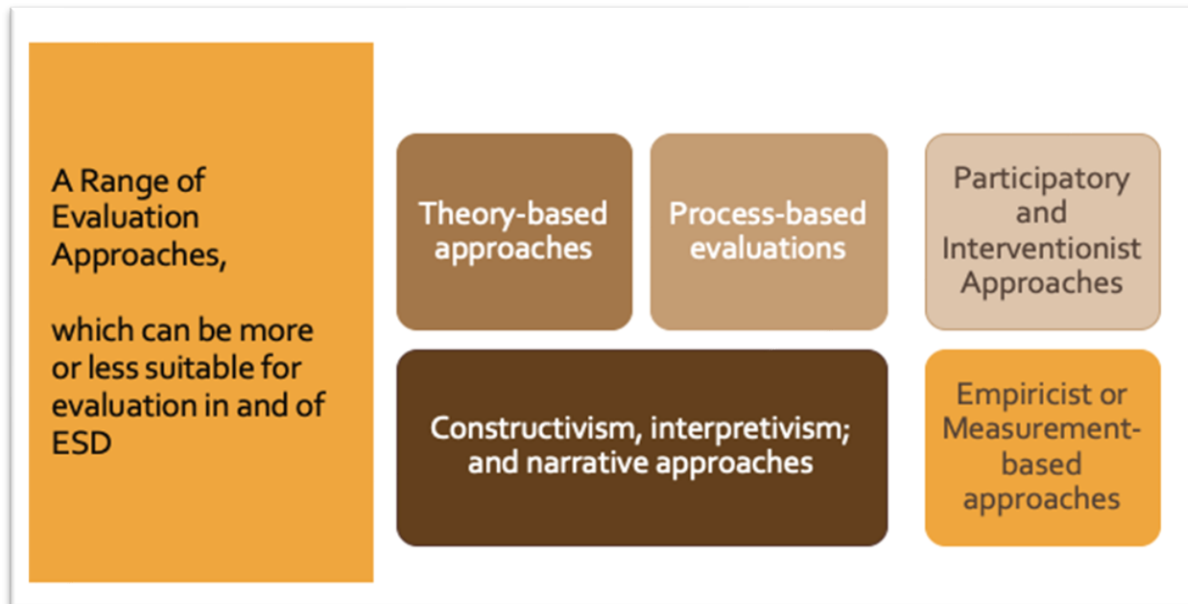 A Range of
Evaluation
Approaches,
which can be more
or less suitable for
evaluation in and of
ESD
Theory-based
approaches
Process-based
evaluations
Participatory
and
Interventionist
Approaches
Constructivism, interpretivism;
and narrative approaches
Empiricist or
Measurement-
based
approaches